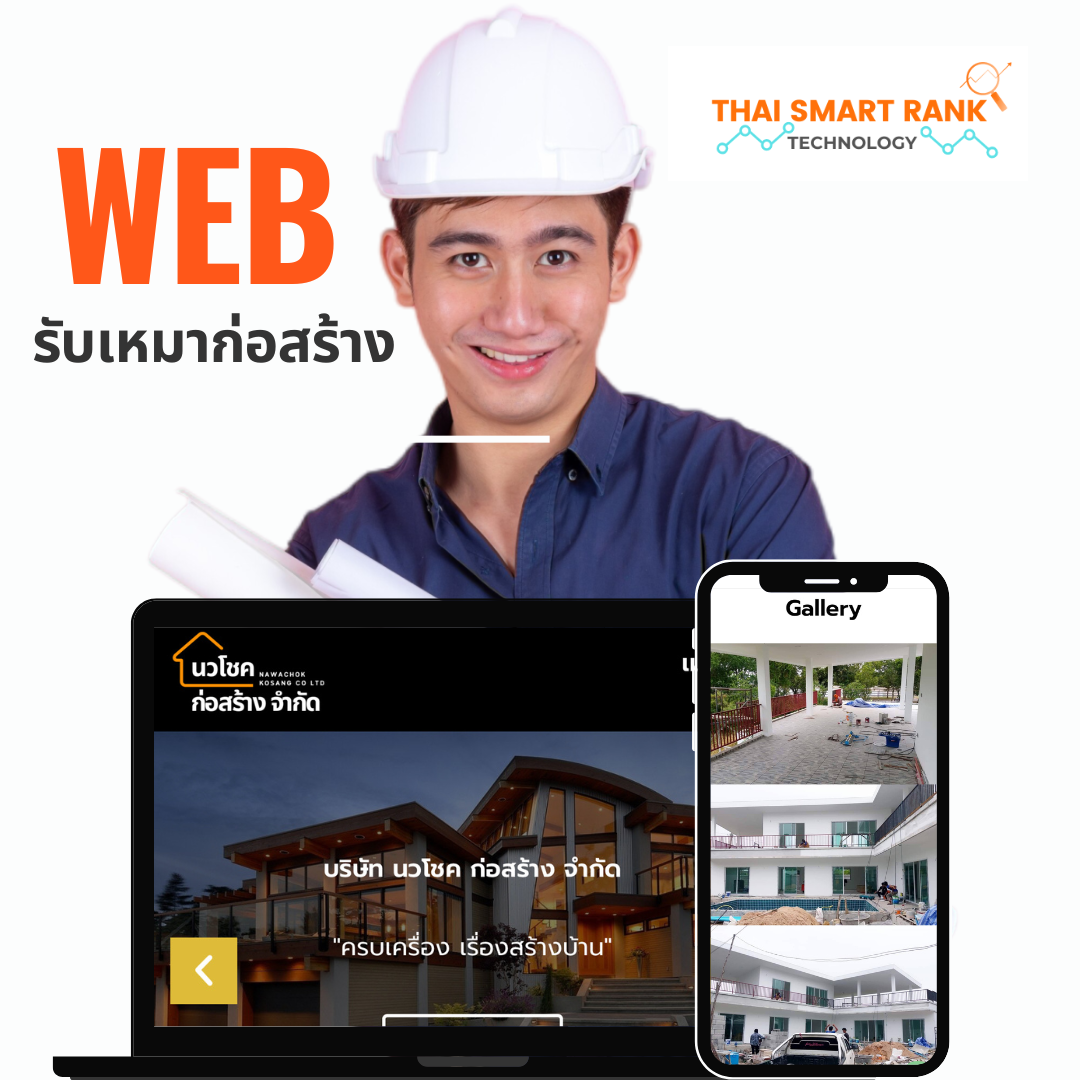 THAI SMART RANK
TECHNOLOGY
WEB
รับเหมาก่อสร้าง
นวโชค
NAWACHOK
KOSANG CO LTD
ก่อสร้าง จำกัด
บริษัท นวโชค ก่อสร้าง จำกัด
"ครบเครื่อง เรื่องสร้างบ้าน"
Gallery